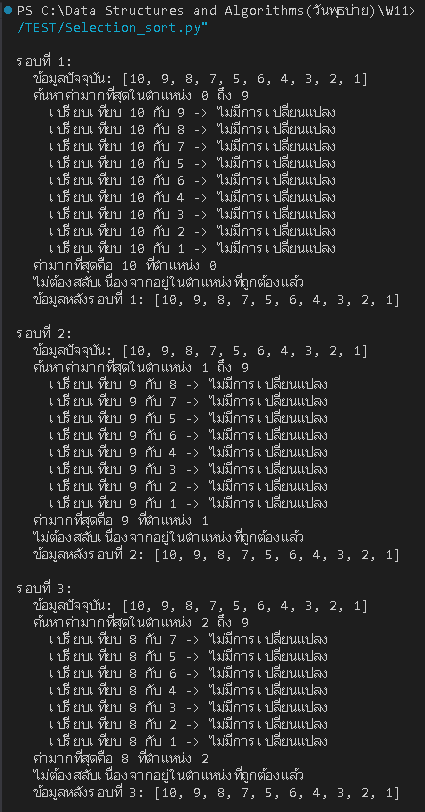 PS C:\Data Structures and Algorithms(วันพุธบ่าย)\W11>
/TEST/Selection_sort.py"
รอบที่ 1:
ข้อมูลปัจจุบัน: [10, 9, 8, 7, 5, 6, 4, 3, 2, 1]
ค้นหาค่ามากที่สุดในตำแหน่ง 0 ถึง 9
เปรียบเทียบ 10 กับ 9 -> ไม่มีการเปลี่ยนแปลง
เปรียบเทียบ 10 กับ 8 -> ไม่มีการเปลี่ยนแปลง
เปรียบเทียบ 10 กับ 7 -> ไม่มีการเปลี่ยนแปลง
เปรียบเทียบ 10 กับ 5 -> ไม่มีการเปลี่ยนแปลง
เปรียบเทียบ 10 กับ 6 -> ไม่มีการเปลี่ยนแปลง
เปรียบเทียบ 10 กับ 4 -> ไม่มีการเปลี่ยนแปลง
เปรียบเทียบ 10 กับ 3 -> ไม่มีการเปลี่ยนแปลง
เปรียบเทียบ 10 กับ 2 -> ไม่มีการเปลี่ยนแปลง
เปรียบเทียบ 10 กับ 1 -> ไม่มีการเปลี่ยนแปลง
ค่ามากที่สุดคือ 10 ที่ตำแหน่ง 0
ไม่ต้องสลับเนื่องจากอยู่ในตำแหน่งที่ถูกต้องแล้ว
ข้อมูลหลังรอบที่ 1: [10, 9, 8, 7, 5, 6, 4, 3, 2, 1]
รอบที่ 2:
ข้อมูลปัจจุบัน: [10, 9, 8, 7, 5, 6, 4, 3, 2, 1]
ค้นหาค่ามากที่สุดในตำแหน่ง 1 ถึง 9
เปรียบเทียบ 9 กับ 8 -> ไม่มีการเปลี่ยนแปลง
เปรียบเทียบ 9 กับ 7 -> ไม่มีการเปลี่ยนแปลง
เปรียบเทียบ 9 กับ 5 -> ไม่มีการเปลี่ยนแปลง
เปรียบเทียบ 9 กับ 6 -> ไม่มีการเปลี่ยนแปลง
เปรียบเทียบ 9 กับ 4 -> ไม่มีการเปลี่ยนแปลง
เปรียบเทียบ 9 กับ 3 -> ไม่มีการเปลี่ยนแปลง
เปรียบเทียบ 9 กับ 2 -> ไม่มีการเปลี่ยนแปลง
เปรียบเทียบ 9 กับ 1 -> ไม่มีการเปลี่ยนแปลง
ค่ามากที่สุดคือ 9 ที่ตำแหน่ง 1
ไม่ต้องสลับเนื่องจากอยู่ในตำแหน่งที่ถูกต้องแล้ว
ข้อมูลหลังรอบที่ 2: [10, 9, 8, 7, 5, 6, 4, 3, 2, 1]
รอบที่ 3:
ข้อมูลปัจจุบัน: [10, 9, 8, 7, 5, 6, 4, 3, 2, 1]
ค้นหาค่ามากที่สุดในตำแหน่ง 2 ถึง 9
เปรียบเทียบ 8 กับ 7 -> ไม่มีการเปลี่ยนแปลง
เปรียบเทียบ 8 กับ 5 -> ไม่มีการเปลี่ยนแปลง
เปรียบเทียบ 8 กับ 6 -> ไม่มีการเปลี่ยนแปลง
เปรียบเทียบ 8 กับ 4 -> ไม่มีการเปลี่ยนแปลง
เปรียบเทียบ 8 กับ 3 -> ไม่มีการเปลี่ยนแปลง
เปรียบเทียบ 8 กับ 2 -> ไม่มีการเปลี่ยนแปลง
เปรียบเทียบ 8 กับ 1 -> ไม่มีการเปลี่ยนแปลง
ค่ามากที่สุดคือ 8 ที่ตำแหน่ง 2
ไม่ต้องสลับเนื่องจากอยู่ในตำแหน่งที่ถูกต้องแล้ว
ข้อมูลหลังรอบที่ 3: [10, 9, 8, 7, 5, 6, 4, 3, 2, 1]